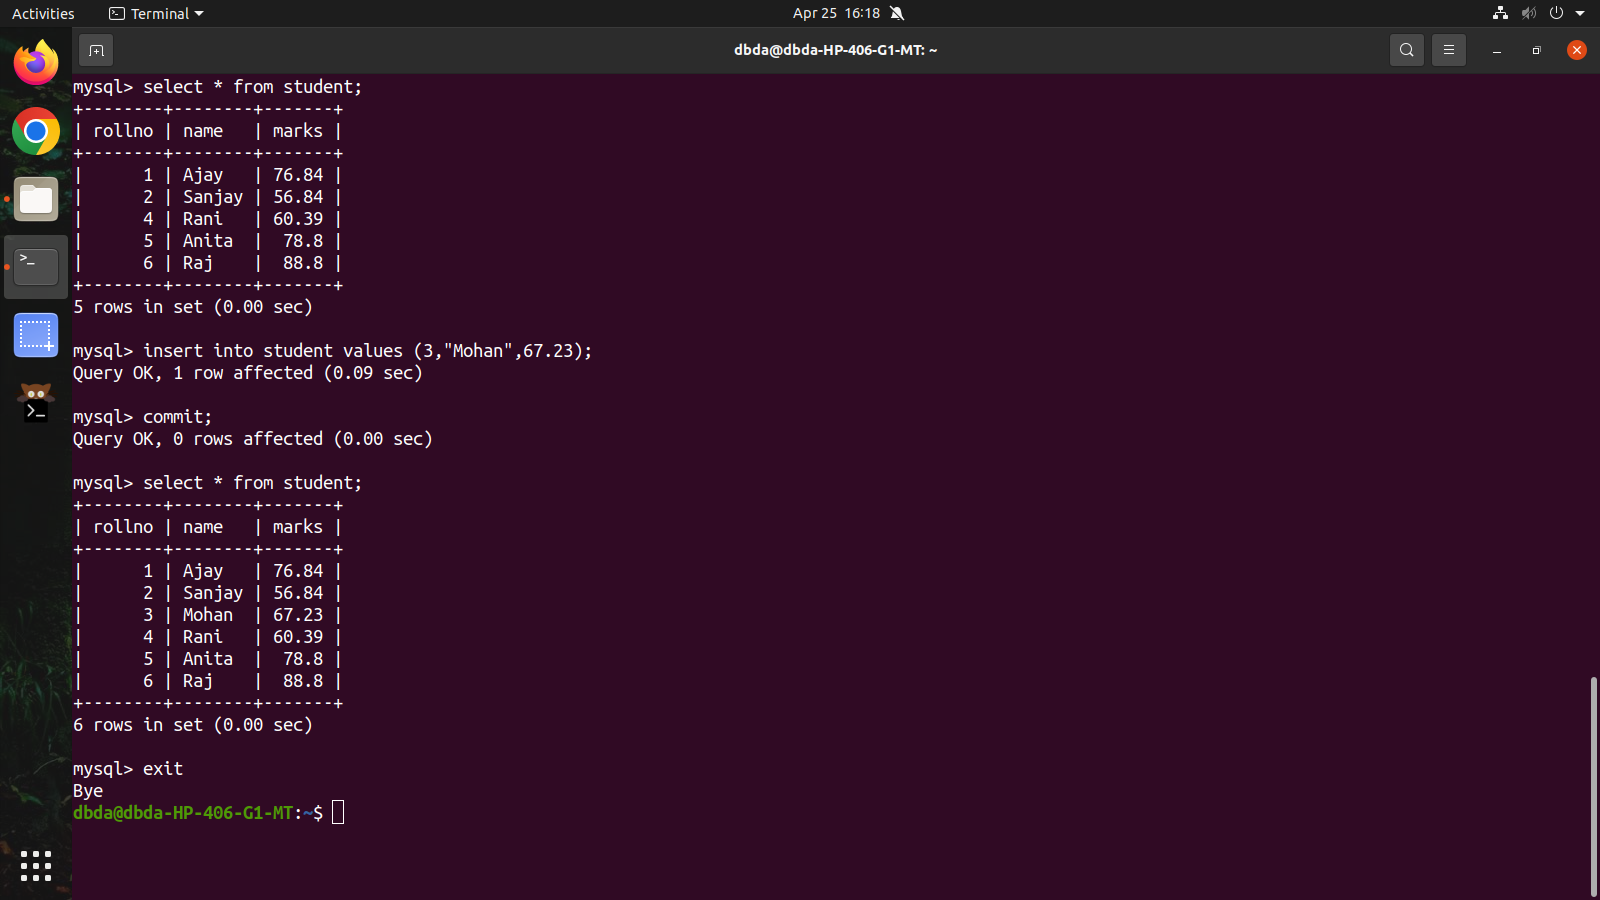 Activities Terminal Apr 25 16:18
dbda@dbda-HP-406-G1-MT: ~
mysql> select * from student;
+--------+--------+-------+
| rollno | name   | marks |
+--------+--------+-------+
|      1 | Ajay   | 76.84 |
|      2 | Sanjay | 56.84 |
|      4 | Rani   | 60.39 |
|      5 | Anita  |  78.8 |
|      6 | Raj    |  88.8 |
+--------+--------+-------+
5 rows in set (0.00 sec)

mysql> insert into student values (3,"Mohan",67.23);
Query OK, 1 row affected (0.09 sec)

mysql> commit;
Query OK, 0 rows affected (0.00 sec)

mysql> select * from student;
+--------+--------+-------+
| rollno | name   | marks |
+--------+--------+-------+
|      1 | Ajay   | 76.84 |
|      2 | Sanjay | 56.84 |
|      3 | Mohan  | 67.23 |
|      4 | Rani   | 60.39 |
|      5 | Anita  |  78.8 |
|      6 | Raj    |  88.8 |
+--------+--------+-------+
6 rows in set (0.00 sec)

mysql> exit
Bye
dbda@dbda-HP-406-G1-MT:~$